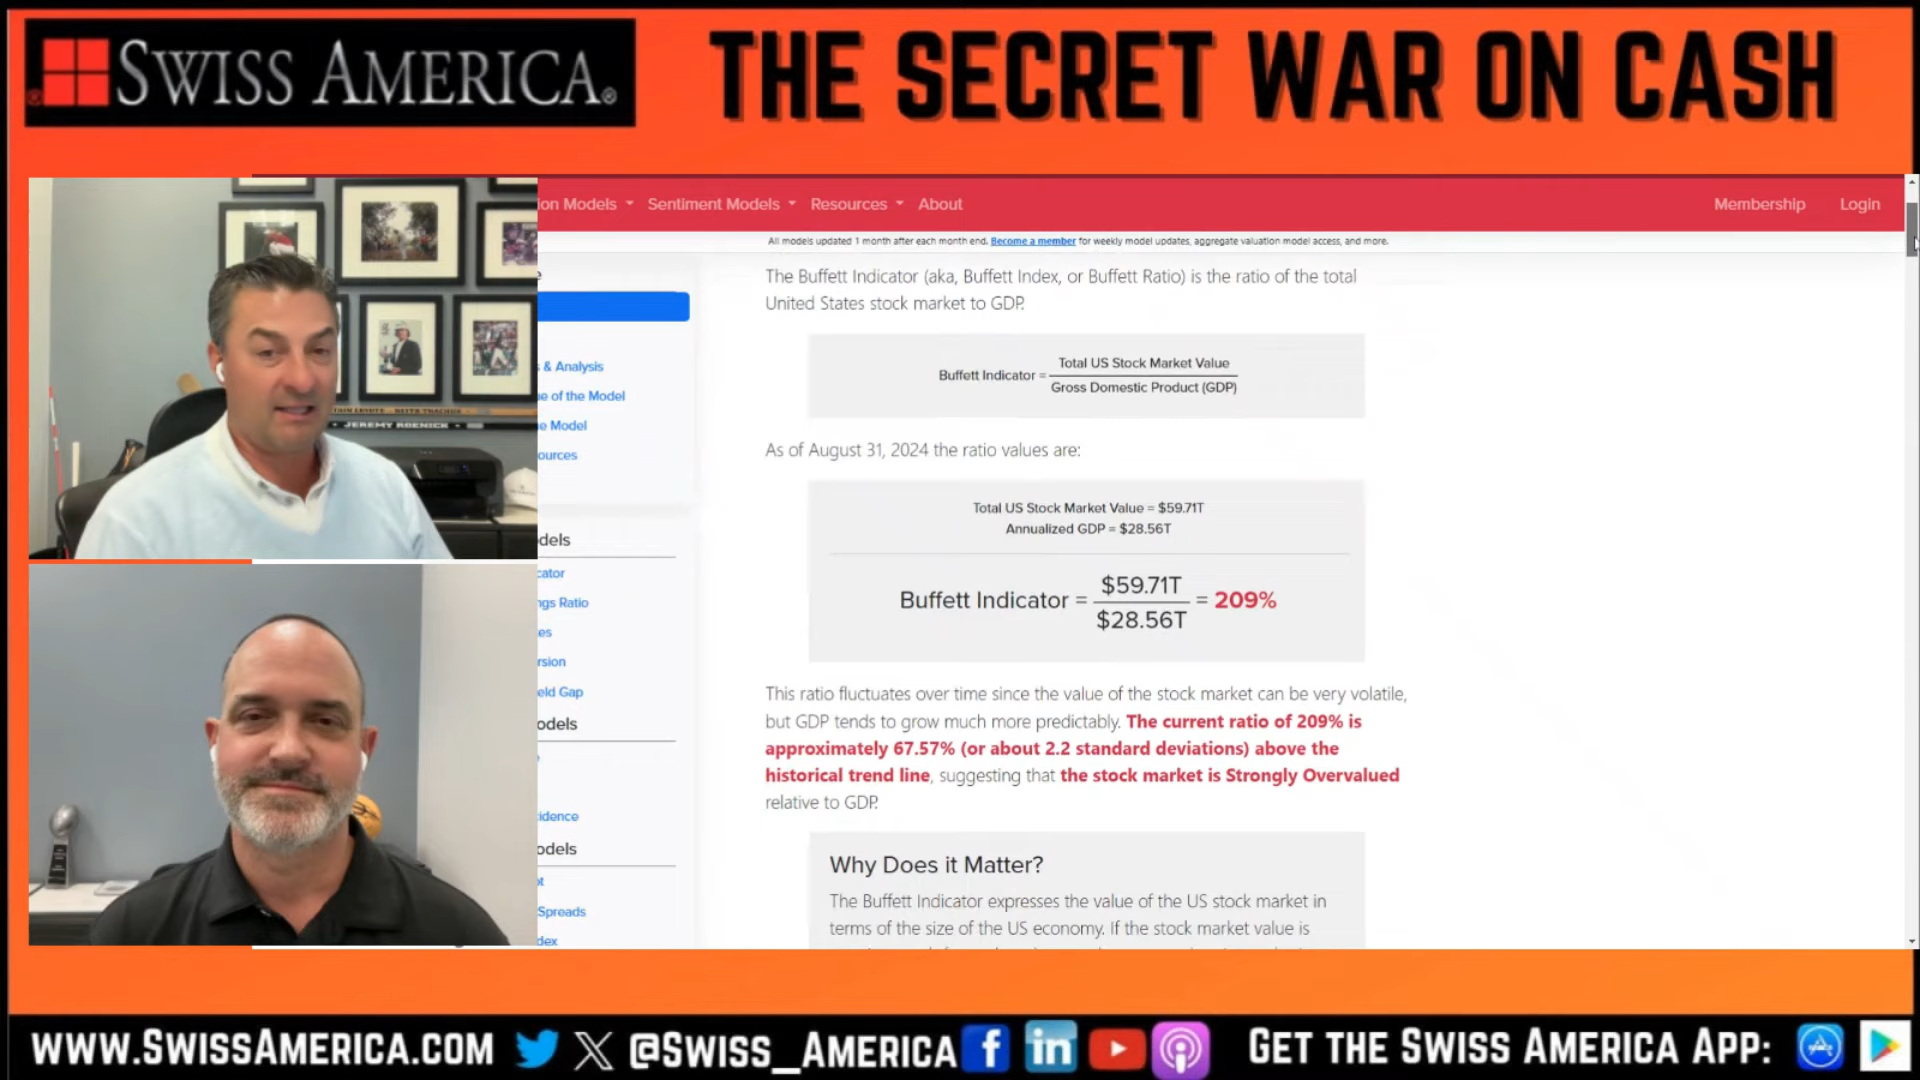 SWISS AMERICA®
THE SECRET WAR ON CASH
ion Models
Sentiment Models
Resources
About
Membership
Login
All models updated 1 month after each month end. Become a member for weekly model updates, aggregate valuation model access, and more.
The Buffett Indicator (aka, Buffett Index, or Buffett Ratio) is the ratio of the total
United States stock market to GDP.
Buffett Indicator = Total US Stock Market Value
Gross Domestic Product (GDP)
As of August 31, 2024 the ratio values are:
Total US Stock Market Value = $59.71T
Annualized GDP = $28.56T
Buffett Indicator = $59.71T
$28.56T
= 209%
This ratio fluctuates over time since the value of the stock market can be very volatile,
but GDP tends to grow much more predictably. The current ratio of 209% is
approximately 67.57% (or about 2.2 standard deviations) above the
historical trend line, suggesting that the stock market is Strongly Overvalued
relative to GDP.
Why Does it Matter?
The Buffett Indicator expresses the value of the US stock market in
terms of the size of the US economy. If the stock market value is
e
s & Analysis
ue of the Model
e Model
ources
dels
cator
ngs Ratio
es
rsion
eld Gap
odels
idence
odels
t
Spreads
dex
JEREMY ROENICK
WWW.SWISSAMERICA.COM
@SWISS_AMERICA
GET THE SWISS AMERICA APP: